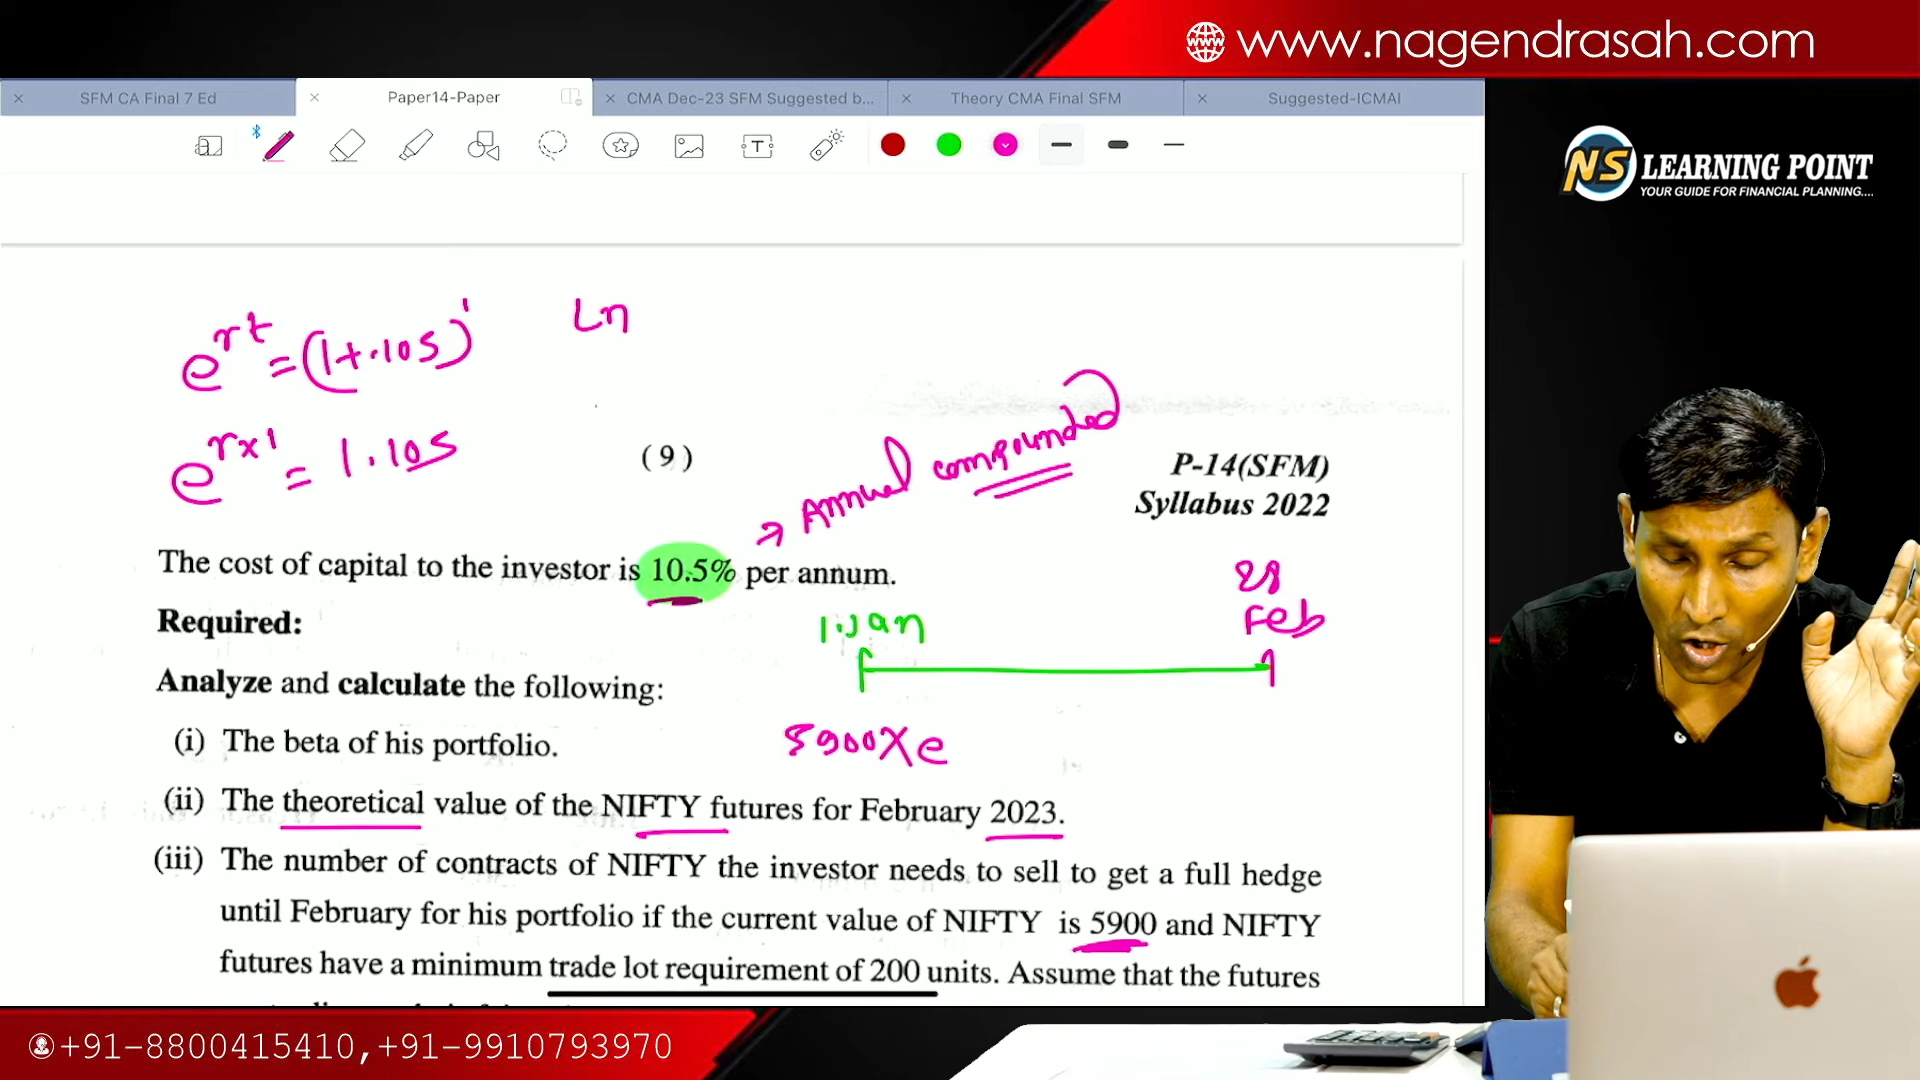 www.nagendrasah.com
SFM CA Final 7 Ed
Paper14-Paper
CMA Dec-23 SFM Suggested b...
Theory CMA Final SFM
Suggested-ICMAI
NS LEARNING POINT
YOUR GUIDE FOR FINANCIAL PLANNING....
e^rt = (1+.105)^1
Ln
e^r×1 = 1.105
(9)
→ Annual compounded
P-14(SFM)
Syllabus 2022
The cost of capital to the investor is 10.5% per annum.
28
Feb
1.Jan
Required:
Analyze and calculate the following:
5900×e
(i) The beta of his portfolio.
(ii) The theoretical value of the NIFTY futures for February 2023.
(iii) The number of contracts of NIFTY the investor needs to sell to get a full hedge
until February for his portfolio if the current value of NIFTY is 5900 and NIFTY
futures have a minimum trade lot requirement of 200 units. Assume that the futures
+91-8800415410,+91-9910793970